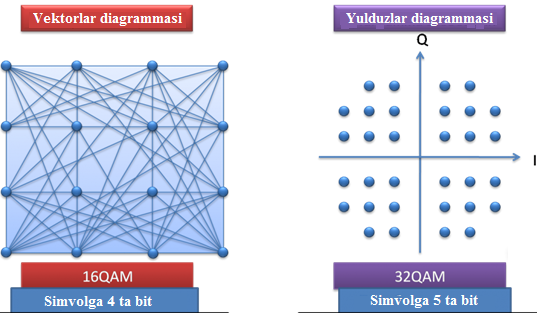 Vektorlar diagrammasi
Yulduzlar diagrammasi
Q
I
16QAM
32QAM
Simvolga 4 ta bit
Simvolga 5 ta bit